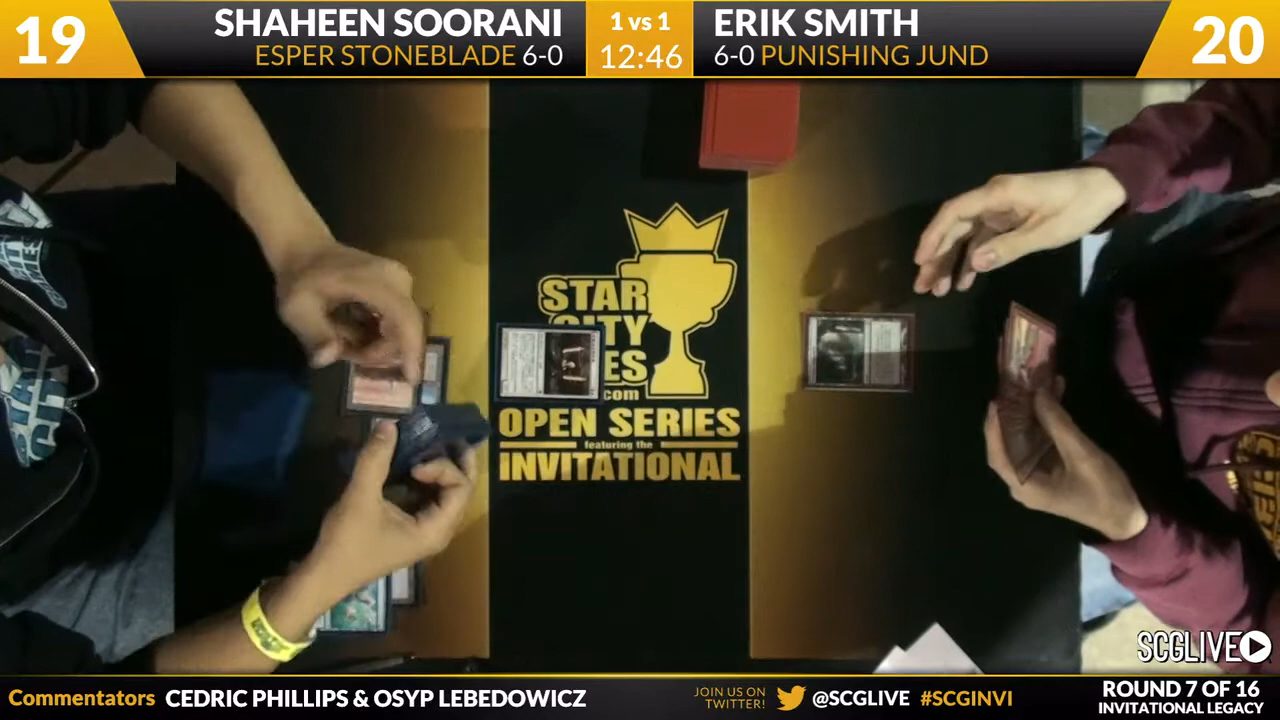 19
SHAHEEN SOORANI
ESPER STONEBLADE 6-0
1 vs 1
12:46
ERIK SMITH
6-0 PUNISHING JUND
20
STAR
CITY
ES
.com
OPEN SERIES
featuring the
INVITATIONAL
SCGLIVE
Commentators CEDRIC PHILLIPS & OSYP LEBEDOWICZ
JOIN US ON
TWITTER!
@SCGLIVE #SCGINVI
ROUND 7 OF 16
INVITATIONAL LEGACY